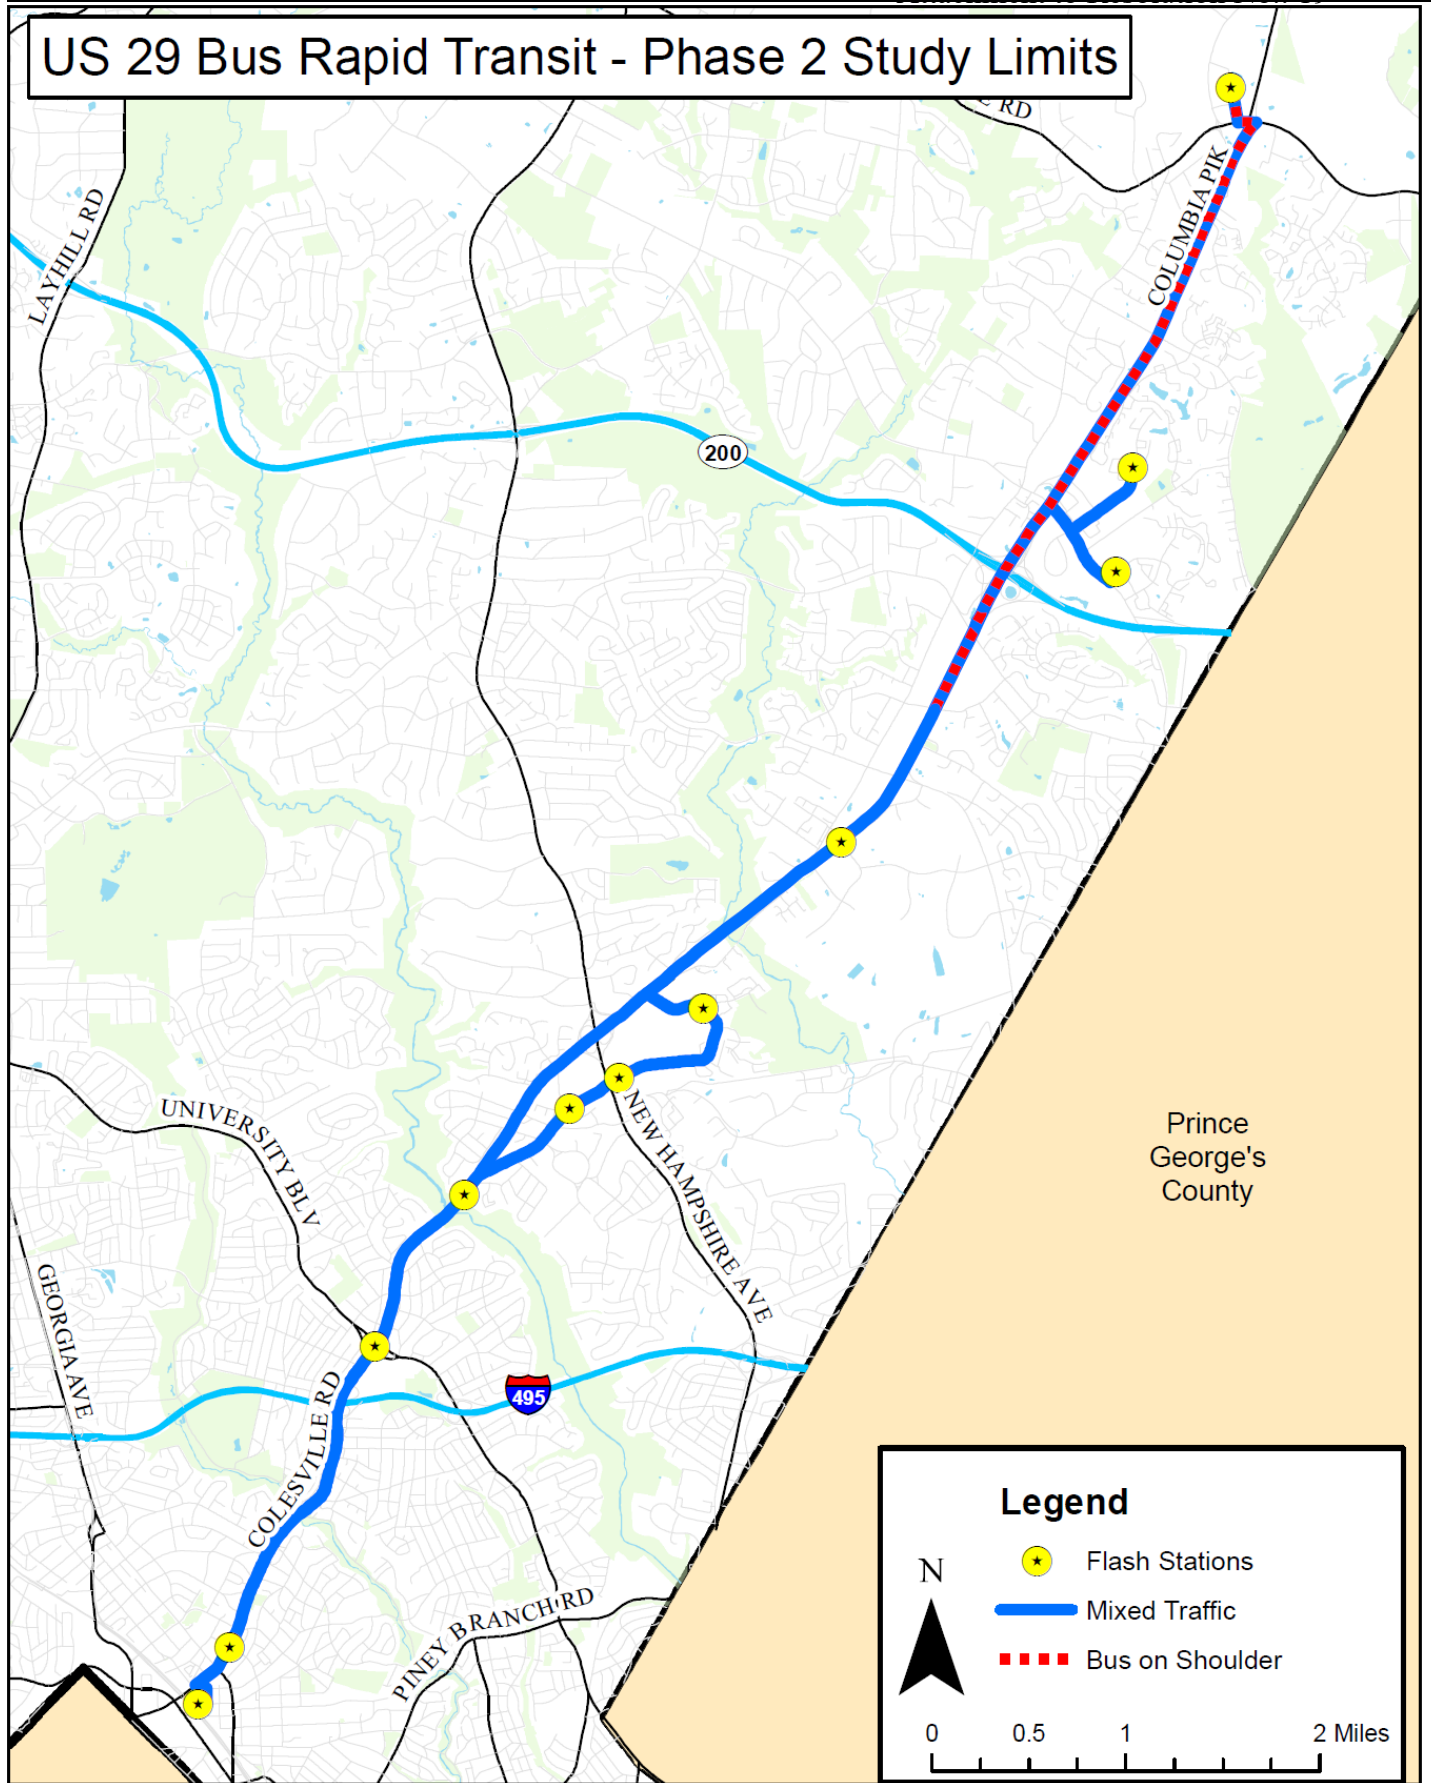 US 29 Bus Rapid Transit - Phase 2 Study Limits
RD
COLUMBIA PIK
LAYHILL RD
200
UNIVERSITY BLV
NEW HAMPSHIRE AVE
Prince
George's
County
GEORGIA AVE
495
COLESVILLE RD
PINEY BRANCH RD
Legend
N
Flash Stations
Mixed Traffic
Bus on Shoulder
0 0.5 1 2 Miles